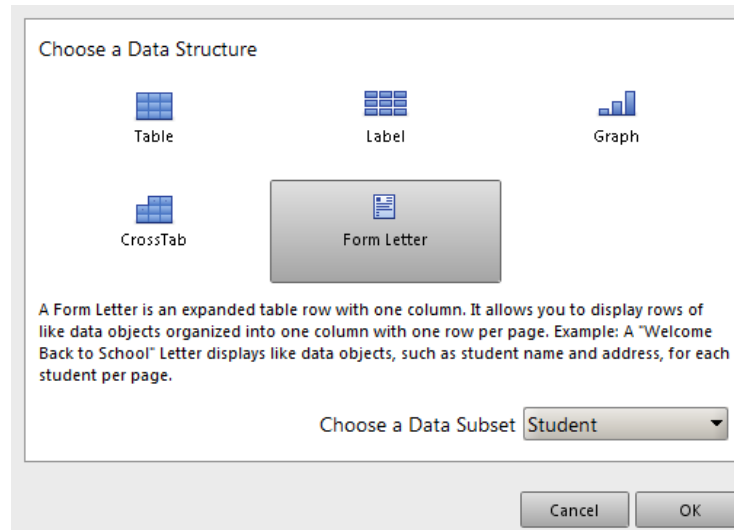 Choose a Data Structure
Table
Label
Graph
CrossTab
Form Letter
A Form Letter is an expanded table row with one column. It allows you to display rows of
like data objects organized into one column with one row per page. Example: A "Welcome
Back to School" Letter displays like data objects, such as student name and address, for each
student per page.
Choose a Data Subset Student
Cancel OK